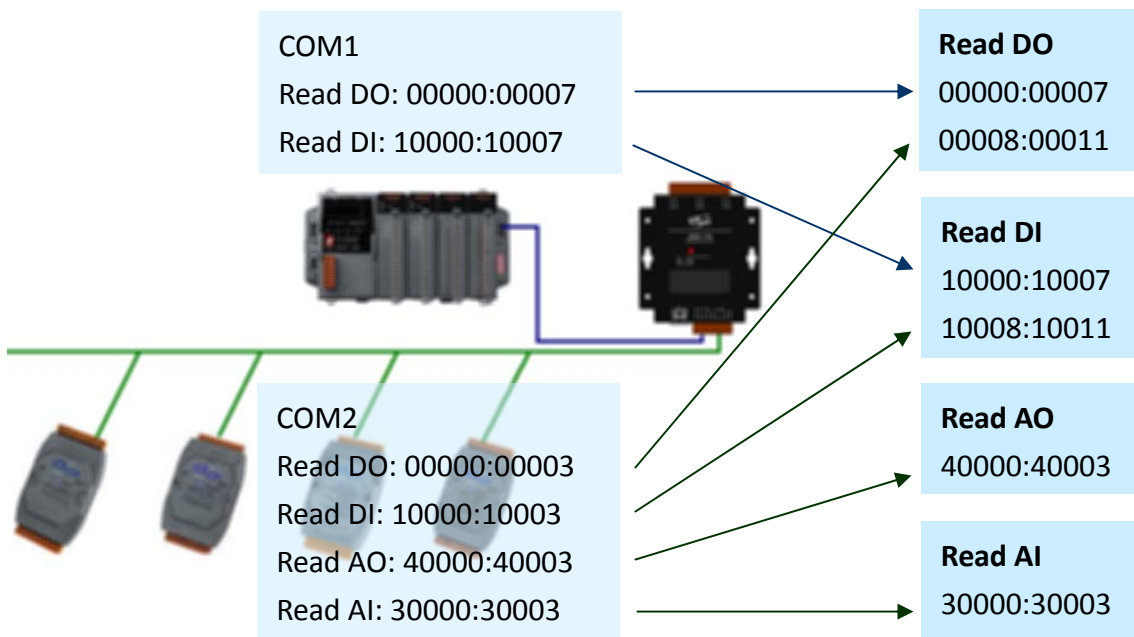 COM1
Read DO: 00000:00007
Read DI: 10000:10007
COM2
Read DO: 00000:00003
Read DI: 10000:10003
Read AO: 40000:40003
Read AI: 30000:30003
Read DO
00000:00007
00008:00011
Read DI
10000:10007
10008:10011
Read AO
40000:40003
Read AI
30000:30003